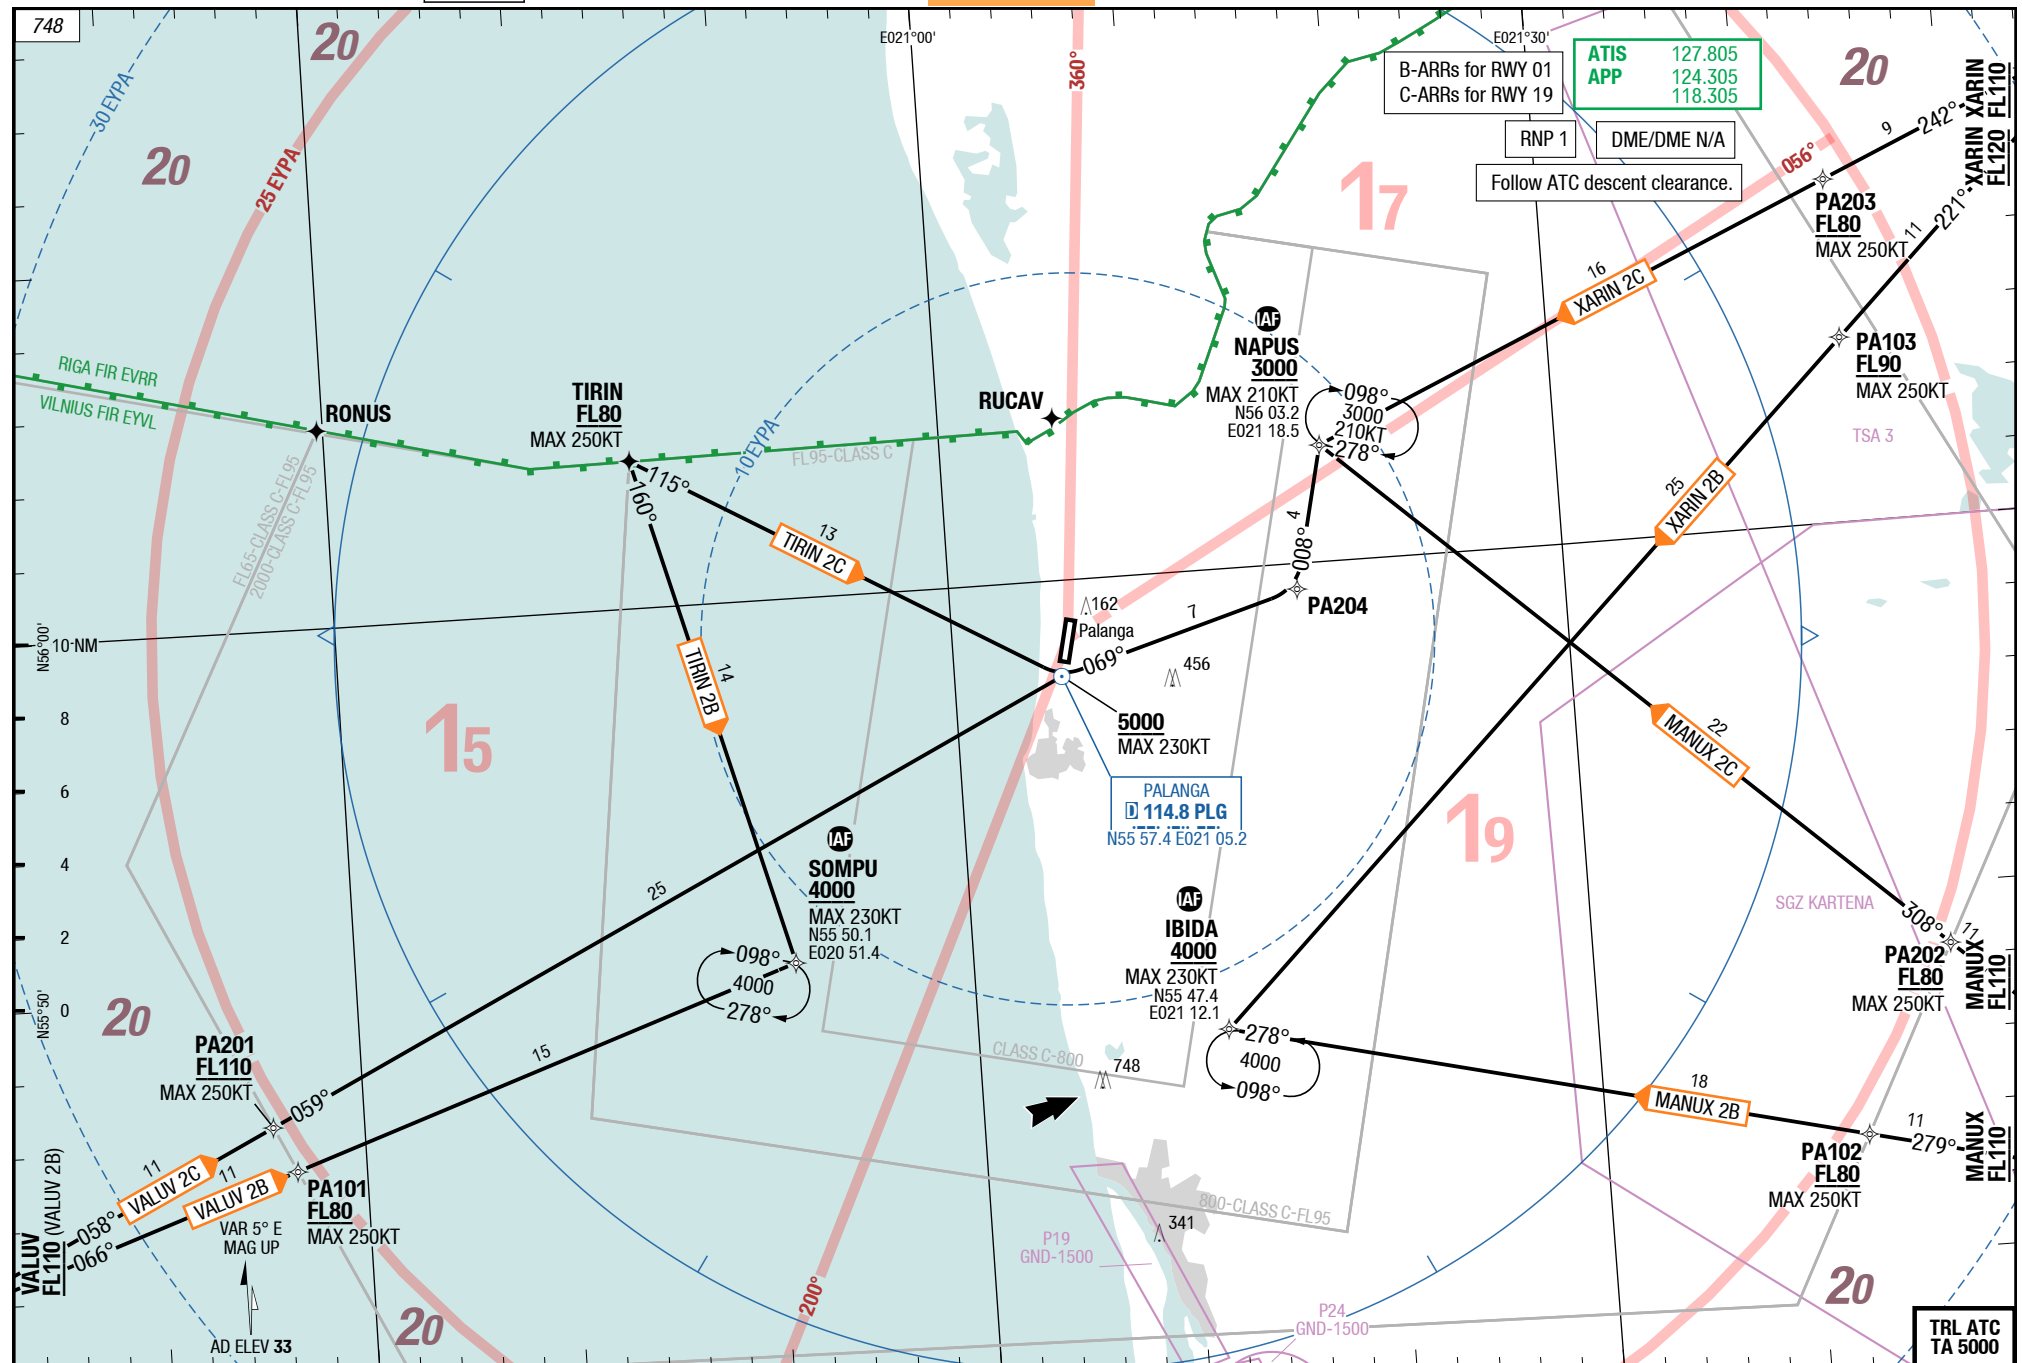 748
20
30 EYPA
20
25 EYPA
E021°00'
360°
E021°30'
B-ARRs for RWY 01
C-ARRs for RWY 19
ATIS 127.805
APP 124.305
118.305
20
RNP 1
DME/DME N/A
Follow ATC descent clearance.
XARIN
FL110
XARIN
FL120
9
242°
056°
PA203
FL80
MAX 250KT
11
221°
17
16
XARIN 2C
PA103
FL90
MAX 250KT
IAF
NAPUS
3000
MAX 210KT
N56 03.2
E021 18.5
098°
3000
210KT
278°
RIGA FIR EVRR
VILNIUS FIR EYVL
RONUS
TIRIN
FL80
MAX 250KT
RUCAV
10 EYPA
FL95-CLASS C
TSA 3
FL65-CLASS C-FL95
2000-CLASS C-FL95
115°
160°
13
TIRIN 2C
4
008°
25
XARIN 2B
162
Palanga
7
PA204
069°
456
N56°00'
10-NM
8
6
4
2
0
N55°50'
14
TIRIN 2B
15
5000
MAX 230KT
PALANGA
D 114.8 PLG
N55 57.4 E021 05.2
22
MANUX 2C
19
SGZ KARTENA
308°
11
MANUX
FL110
PA202
FL80
MAX 250KT
IAF
SOMPU
4000
MAX 230KT
N55 50.1
E020 51.4
25
098°
4000
278°
IAF
IBIDA
4000
MAX 230KT
N55 47.4
E021 12.1
278°
4000
098°
20
PA201
FL110
MAX 250KT
059°
15
CLASS C-800
748
18
MANUX 2B
11
279°
MANUX
FL110
PA102
FL80
MAX 250KT
11
VALUV 2C
11
VALUV 2B
058°
066°
VALUV
FL110 (VALUV 2B)
PA101
FL80
MAX 250KT
VAR 5° E
MAG UP
AD ELEV 33
20
200°
P19
GND-1500
341
800-CLASS C-FL95
P24
GND-1500
20
TRL ATC
TA 5000